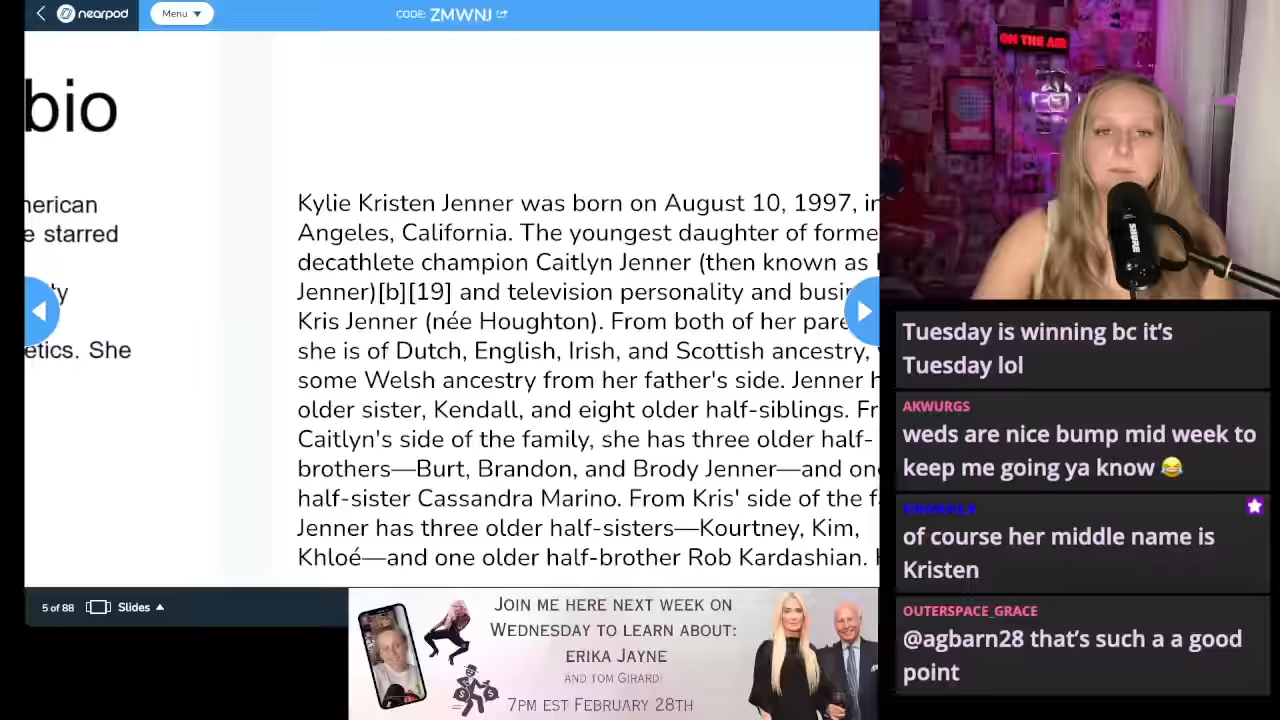 nearpod
Menu
CODE: ZMWNJ
bio
nerican
e starred
ty
etics. She
Kylie Kristen Jenner was born on August 10, 1997, in
Angeles, California. The youngest daughter of forme
decathlete champion Caitlyn Jenner (then known as
Jenner)[b][19] and television personality and busin
Kris Jenner (née Houghton). From both of her pare
she is of Dutch, English, Irish, and Scottish ancestry,
some Welsh ancestry from her father's side. Jenner h
older sister, Kendall, and eight older half-siblings. Fr
Caitlyn's side of the family, she has three older half-
brothers—Burt, Brandon, and Brody Jenner—and one
half-sister Cassandra Marino. From Kris' side of the f
Jenner has three older half-sisters—Kourtney, Kim,
Khloé—and one older half-brother Rob Kardashian.
5 of 88
Slides
JOIN ME HERE NEXT WEEK ON
WEDNESDAY TO LEARN ABOUT:
ERIKA JAYNE
AND TOM GIRARDI
7PM EST FEBRUARY 28TH
ON THE AIR
SHURE
Tuesday is winning bc it's
Tuesday lol
AKWURGS
weds are nice bump mid week to
keep me going ya know 😂
of course her middle name is
Kristen
OUTERSPACE_GRACE
@agbarn28 that's such a a good
point